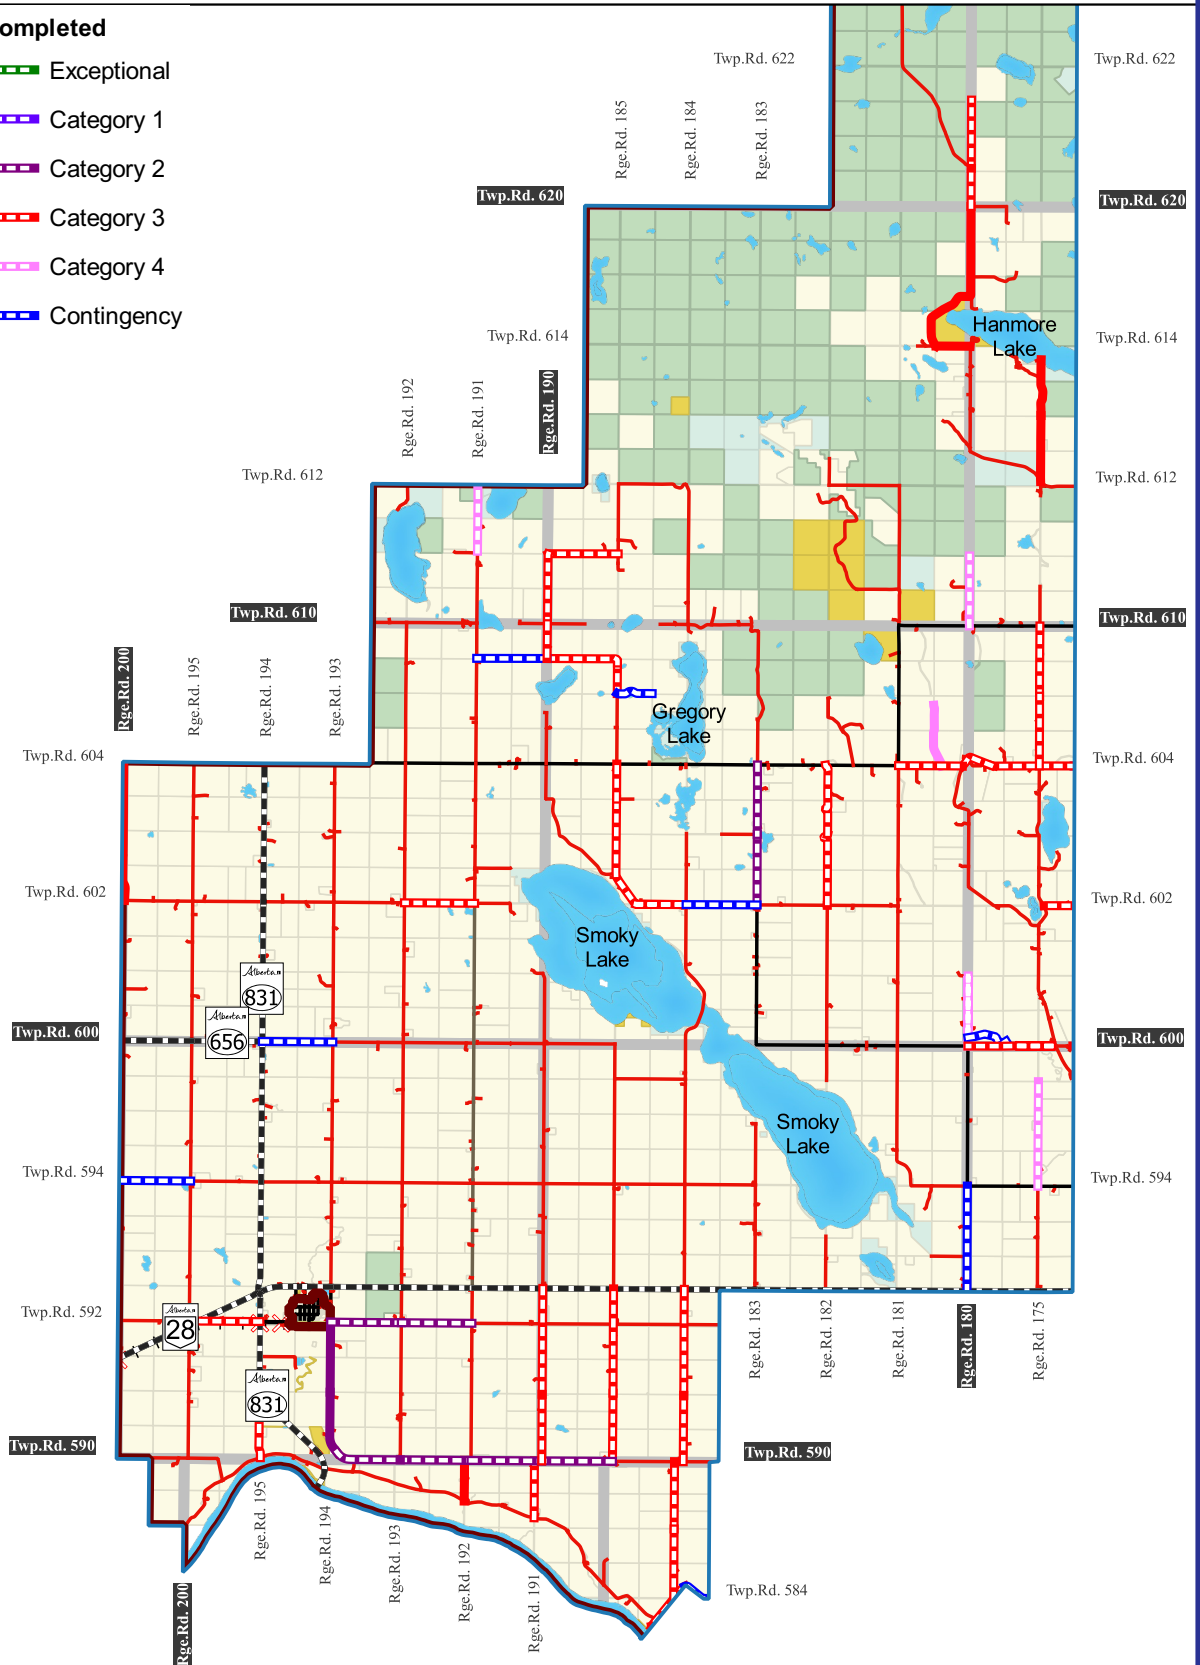 ompleted
Exceptional
Category 1
Category 2
Category 3
Category 4
Contingency
Twp.Rd. 622
Twp.Rd. 622
Rge.Rd. 185
Rge.Rd. 184
Rge.Rd. 183
Twp.Rd. 620
Twp.Rd. 620
Hanmore
Lake
Twp.Rd. 614
Twp.Rd. 614
Rge.Rd. 192
Rge.Rd. 191
Rge.Rd. 190
Twp.Rd. 612
Twp.Rd. 612
Twp.Rd. 610
Twp.Rd. 610
Rge.Rd. 200
Rge.Rd. 195
Rge.Rd. 194
Rge.Rd. 193
Gregory
Lake
Twp.Rd. 604
Twp.Rd. 604
Twp.Rd. 602
Twp.Rd. 602
Smoky
Lake
Alberta
831
Alberta
656
Twp.Rd. 600
Twp.Rd. 600
Smoky
Lake
Twp.Rd. 594
Twp.Rd. 594
Twp.Rd. 592
Alberta
28
Rge.Rd. 183
Rge.Rd. 182
Rge.Rd. 181
Rge.Rd. 180
Rge.Rd. 175
Alberta
831
Twp.Rd. 590
Twp.Rd. 590
Rge.Rd. 195
Rge.Rd. 194
Rge.Rd. 193
Rge.Rd. 192
Rge.Rd. 191
Rge.Rd. 200
Twp.Rd. 584